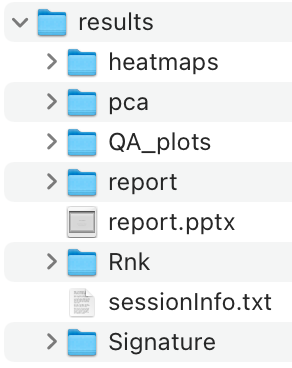 results
heatmaps
pca
QA_plots
report
report.pptx
Rnk
sessionInfo.txt
Signature